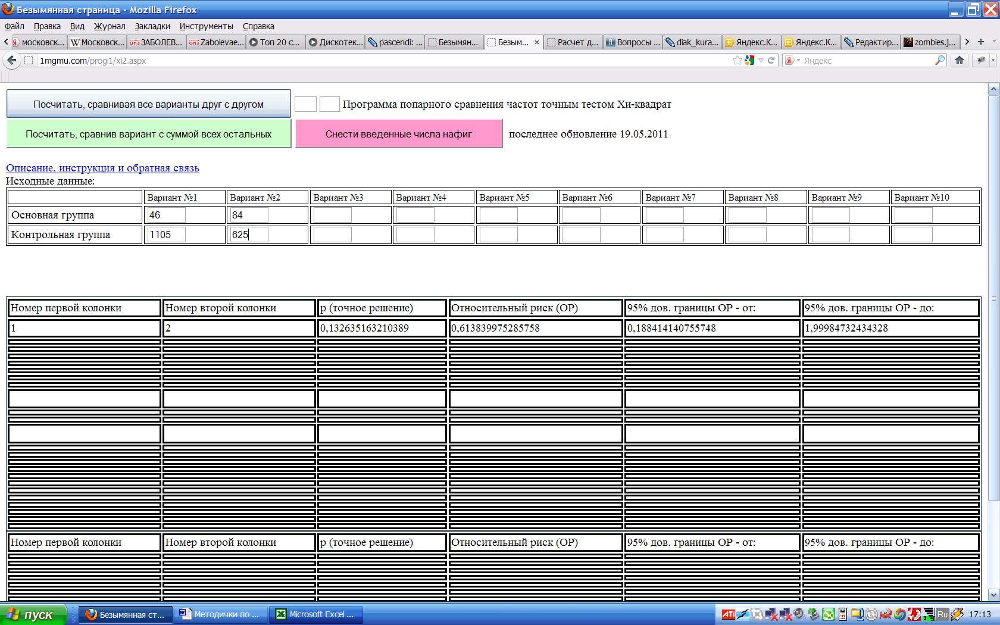 Безымянная страница - Mozilla Firefox
Файл Правка Вид Журнал Закладки Инструменты Справка
московск... Московск... ЗАБОЛЕВ... Zabolevae... Топ 20 с... Дискотек... pascendi: ... Безымян... Безым... Расчет д... Вопросы ... diak_kura... Яндекс.К... Яндекс.К... Редактир... zombies.j...
1mgmu.com/progi1/xi2.aspx Яндекс
Посчитать, сравнивая все варианты друг с другом Программа попарного сравнения частот точным тестом Хи-квадрат
Посчитать, сравнив вариант с суммой всех остальных Снести введенные числа нафиг последнее обновление 19.05.2011
Описание, инструкция и обратная связь
Исходные данные:
Вариант №1 Вариант №2 Вариант №3 Вариант №4 Вариант №5 Вариант №6 Вариант №7 Вариант №8 Вариант №9 Вариант №10
Основная группа 46 84
Контрольная группа 1105 625
Номер первой колонки Номер второй колонки р (точное решение) Относительный риск (ОР) 95% дов. границы ОР - от: 95% дов. границы ОР - до:
1 2 0,132635163210389 0,613839975285758 0,188414140755748 1,99984732434328
Номер первой колонки Номер второй колонки р (точное решение) Относительный риск (ОР) 95% дов. границы ОР - от: 95% дов. границы ОР - до:
пуск Безымянная ст... Методички по ... Microsoft Excel ... ATI Ru 17:13